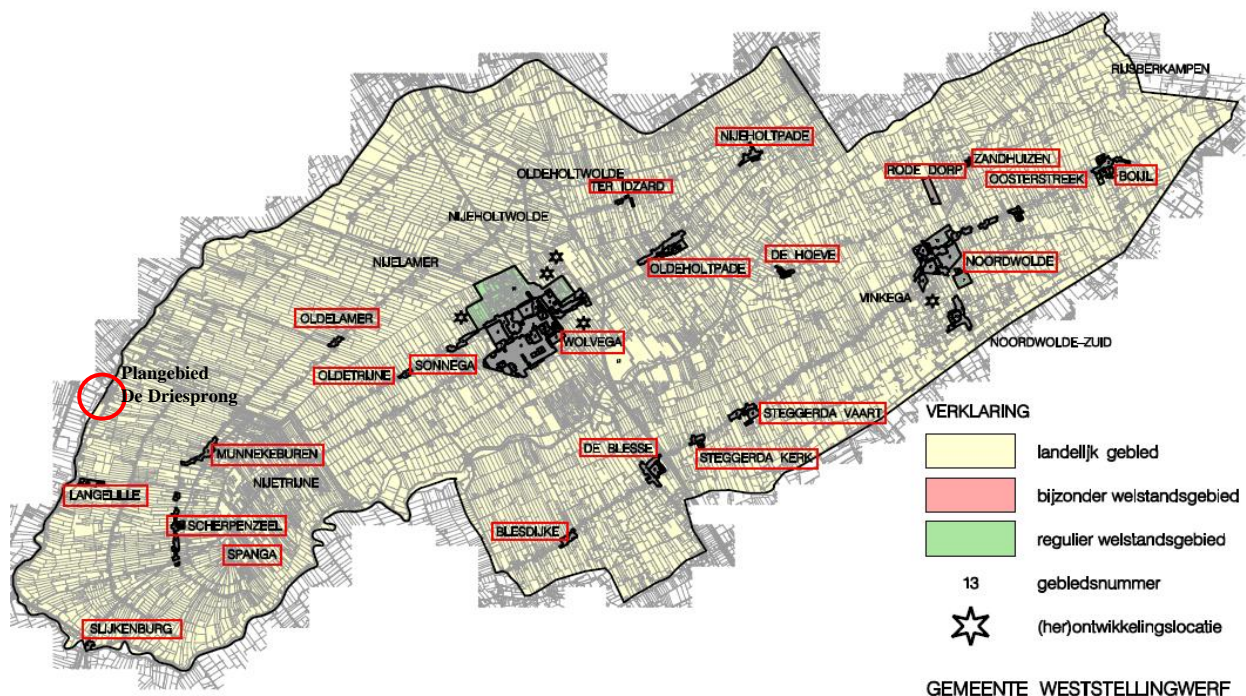 RIJSBERKAMPEN
NIJEHOLTPADE
ZANDHUIZEN
RODE DORP
OOSTERSTREEK
BOIJL
OLDEHOLTWOLDE
TER IDZARD
NIJEHOLTWOLDE
NIJELAMER
OLDEHOLTPADE
DE HOEVE
NOORDWOLDE
VINKEGA
OLDELAMER
WOLVEGA
NOORDWOLDE-ZUID
SONNEGA
OLDETRIJNE
Plangebied
De Driesprong
STEGGERDA VAART
VERKLARING
DE BLESSE
STEGGERDA KERK
landelijk gebied
MUNNEKEBUREN
NIJETRIJNE
LANGELILLE
bijzonder welstandsgebied
SCHERPENZEEL
BLESDIJKE
SPANGA
regulier welstandsgebied
13 gebiedsnummer
SLIJKENBURG
(her)ontwikkelingslocatie
GEMEENTE WESTSTELLINGWERF